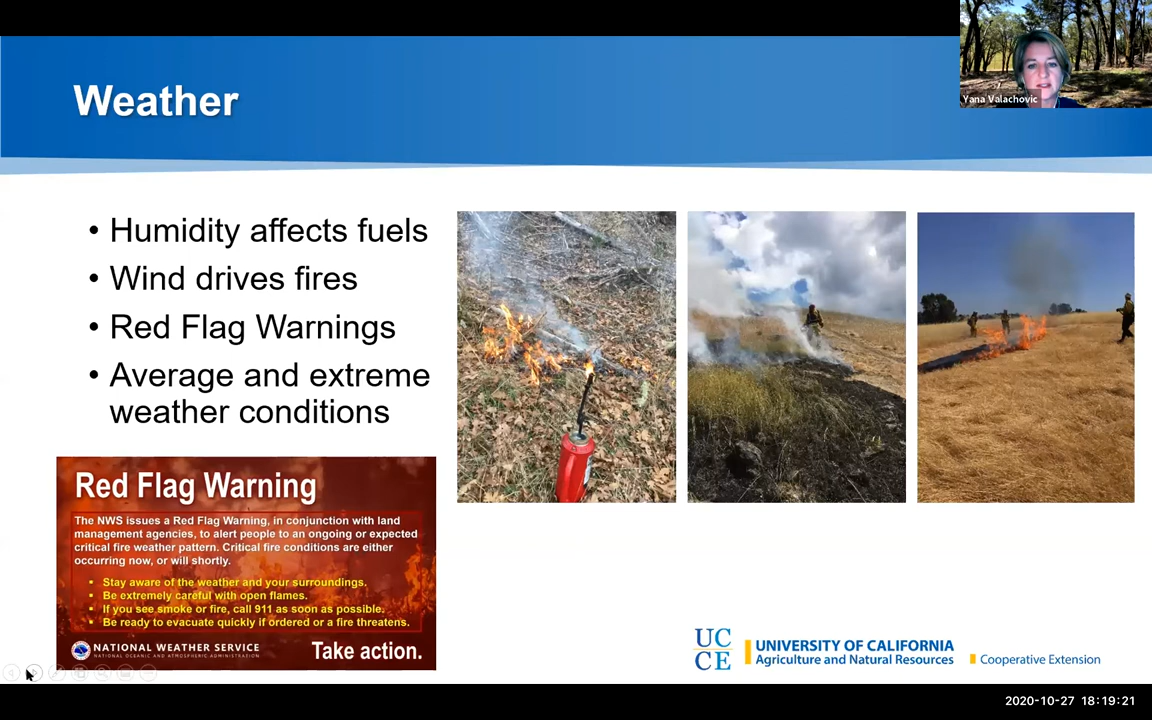 Yana Valachovic
Weather
• Humidity affects fuels
• Wind drives fires
• Red Flag Warnings
• Average and extreme
weather conditions
Red Flag Warning
The NWS issues a Red Flag Warning, in conjunction with land
management agencies, to alert people to an ongoing or expected
critical fire weather pattern. Critical fire conditions are either
occurring now, or will shortly.
▪ Stay aware of the weather and your surroundings.
▪ Be extremely careful with open flames.
▪ If you see smoke or fire, call 911 as soon as possible.
▪ Be ready to evacuate quickly if ordered or a fire threatens.
NATIONAL WEATHER SERVICE
NATIONAL OCEANIC AND ATMOSPHERIC ADMINISTRATION
Take action.
UC
CE
UNIVERSITY OF CALIFORNIA
Agriculture and Natural Resources
Cooperative Extension
2020-10-27 18:19:21